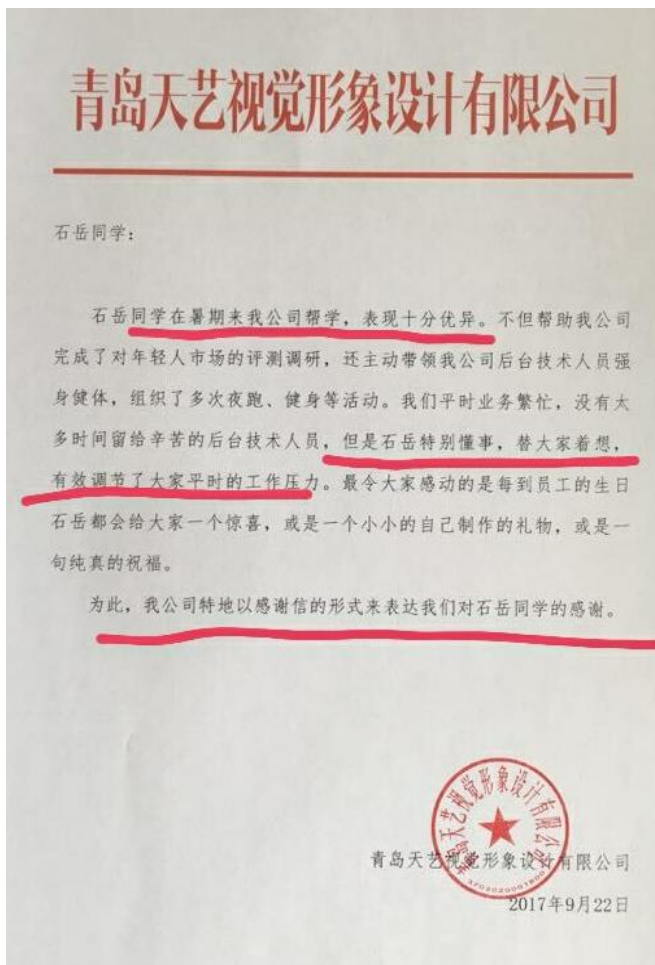 青岛天艺视觉形象设计有限公司
石岳同学：
石岳同学在暑期来我公司帮学，表现十分优异。不但帮助我公司
完成了对年轻人市场的评测调研，还主动带领我公司后台技术人员强
身健体，组织了多次夜跑、健身等活动。我们平时业务繁忙，没有太
多时间留给辛苦的后台技术人员，但是石岳特别懂事，替大家着想，
有效调节了大家平时的工作压力。最令大家感动的是每到员工的生日
石岳都会给大家一个惊喜，或是一个小小的自己制作的礼物，或是一
句纯真的祝福。
为此，我公司特地以感谢信的形式来表达我们对石岳同学的感谢。
青岛天艺视觉形象设计有限公司
青岛天艺视觉形象设计有限公司
2017年9月22日